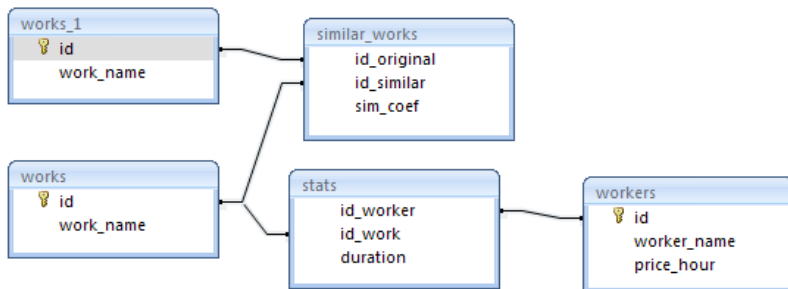 works_1
id
work_name
similar_works
id_original
id_similar
sim_coef
works
id
work_name
stats
id_worker
id_work
duration
workers
id
worker_name
price_hour